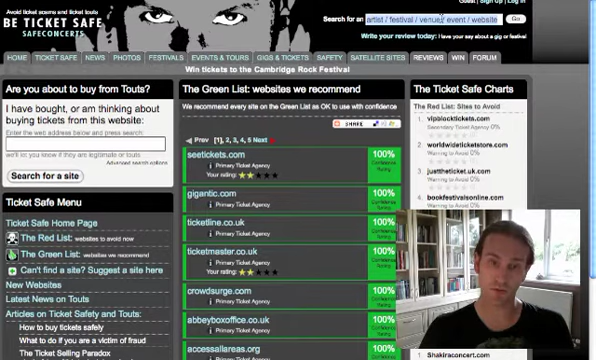 Avoid ticket scams and ticket touts
BE TICKET SAFE
SAFECONCERTS
Guest / Sign Up / Log In
Search for an artist / festival / venue / event / website Go
Write your review today: Have your say about a gig or festival
HOME TICKET SAFE NEWS PHOTOS FESTIVALS EVENTS & TOURS GIGS & TICKETS SAFETY SATELLITE SITES REVIEWS WIN FORUM
Win tickets to the Cambridge Rock Festival
Are you about to buy from Touts?
I have bought, or am thinking about
buying tickets from this website:
Enter the web address below and press search:
we'll let you know if they are legitimate or touts
Advanced search options
Search for a site
Ticket Safe Menu
Ticket Safe Home Page
The Red List: websites to avoid now
The Green List: websites we recommend
Can't find a site? Suggest a site here
New Websites
Latest News on Touts
Articles on Ticket Safety and Touts:
How to buy tickets safely
What to do if you are a victim of fraud
The Ticket Selling Paradox
The Green List: websites we recommend
We recommend every site on the Green List as OK to use with confidence
SHARE
Prev [1], 2, 3, 4, 5 Next
seetickets.com
Primary Ticket Agency
Your rating:
100%
Confidence Rating
gigantic.com
Primary Ticket Agency
100%
Confidence Rating
ticketline.co.uk
Primary Ticket Agency
100%
Confidence Rating
ticketmaster.co.uk
Primary Ticket Agency
Your rating:
100%
Confidence Rating
crowdsurge.com
Primary Ticket Agency
abbeyboxoffice.co.uk
Primary Ticket Agency
accessallareas.org
Primary Ticket Agency
The Ticket Safe Charts
The Red List: Sites to Avoid
1. vipblocktickets.com
Secondary Ticket Agency 0%
2. worldwideticketstore.com
Warning to Avoid 0%
3. justtheticket.uk.com
Warning to Avoid 0%
4. bookfestivalsonline.com
Warning to Avoid 0%
Shakiraconcert.com